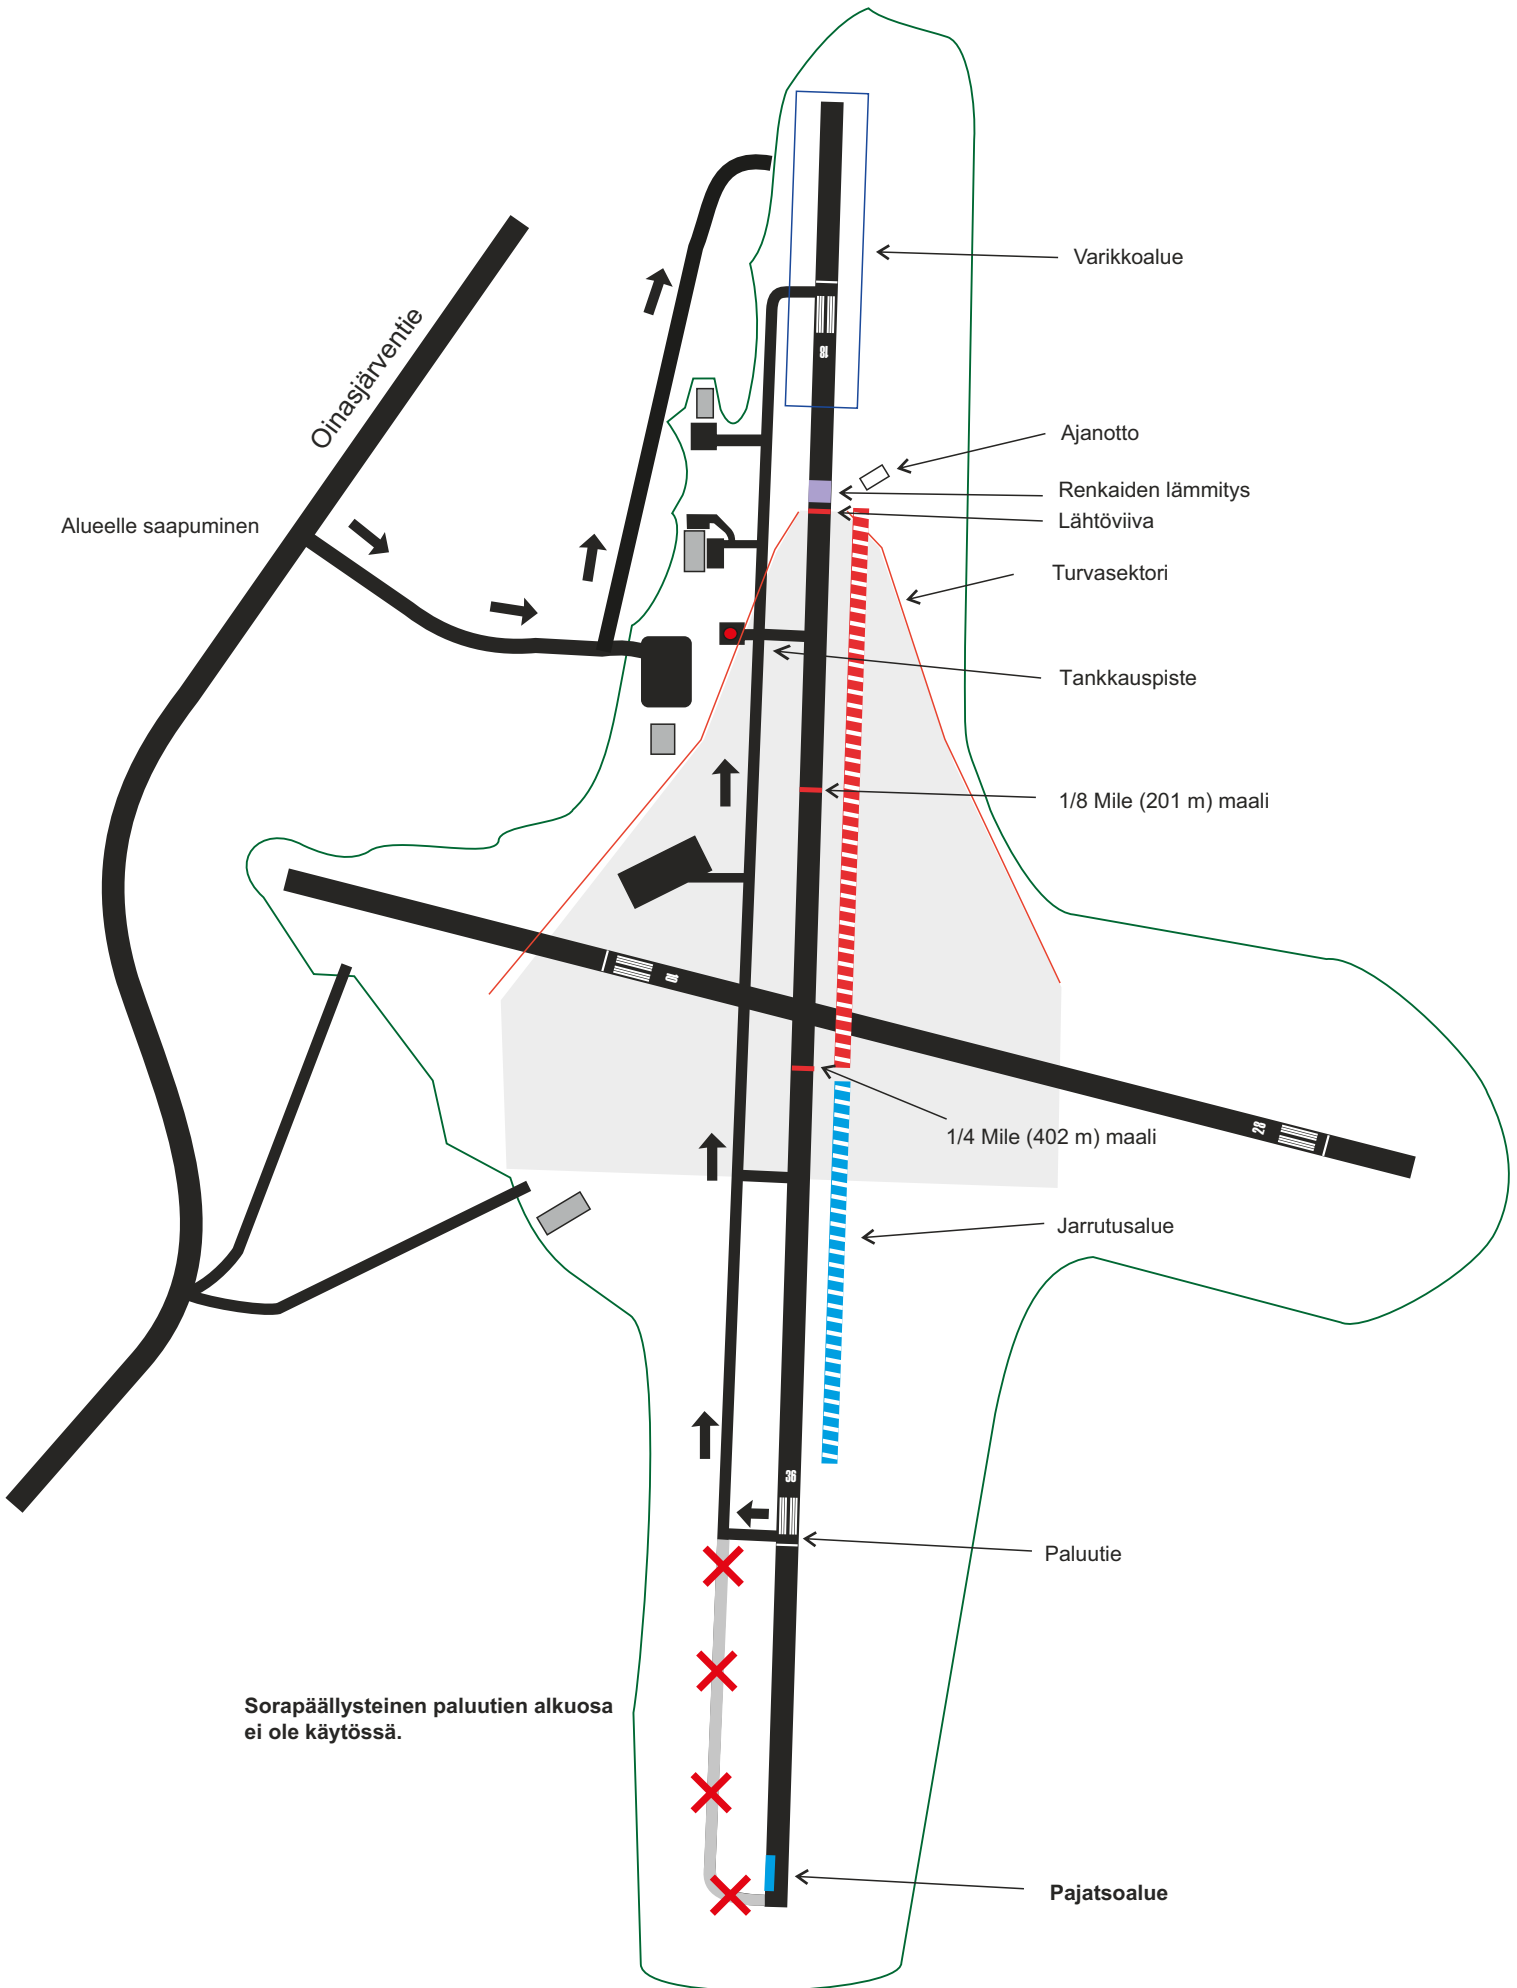 Varikkoalue
Oinasjärventie
Ajanotto
Renkaiden lämmitys
Lähtöviiva
Alueelle saapuminen
Turvasektori
Tankkauspiste
1/8 Mile (201 m) maali
28
1/4 Mile (402 m) maali
Jarrutusalue
36
Paluutie
Sorapäällysteinen paluutien alkuosa
ei ole käytössä.
Pajatsoalue